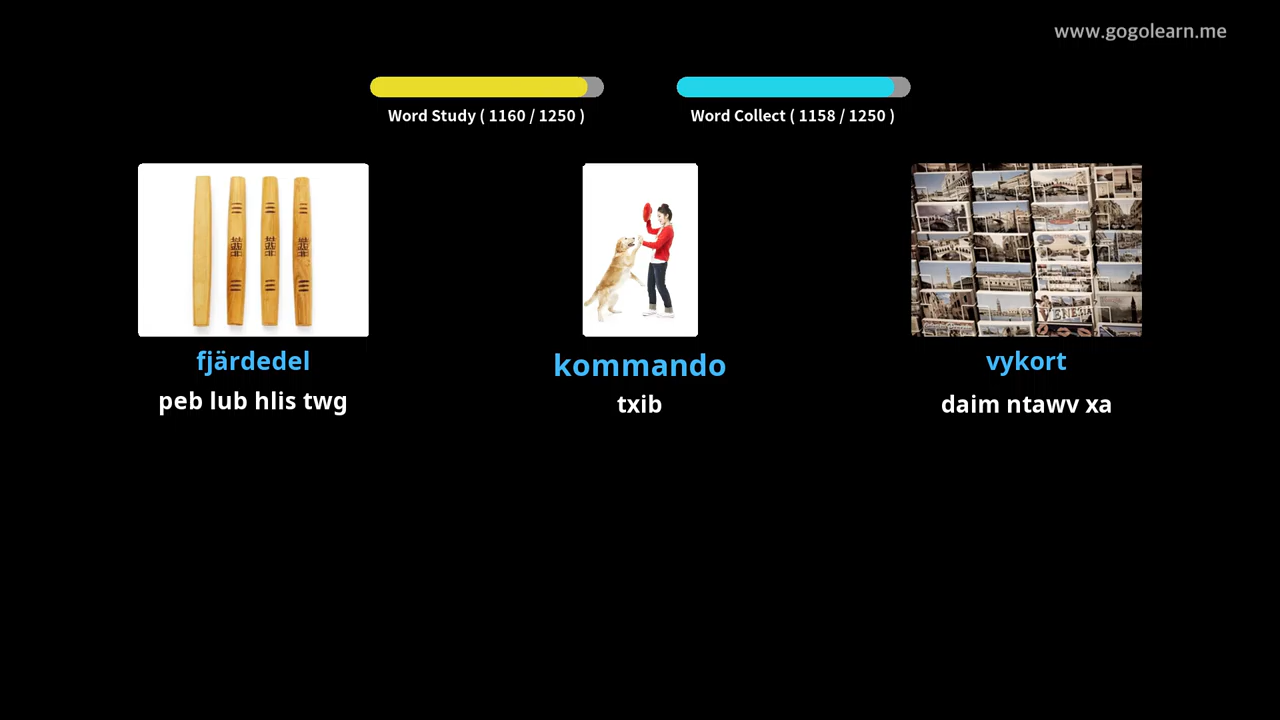 www.gogolearn.me
Word Study ( 1160 / 1250 )
Word Collect ( 1158 / 1250 )
fjärdedel
kommando
vykort
peb lub hlis twg
txib
daim ntawv xa
VENEZIA